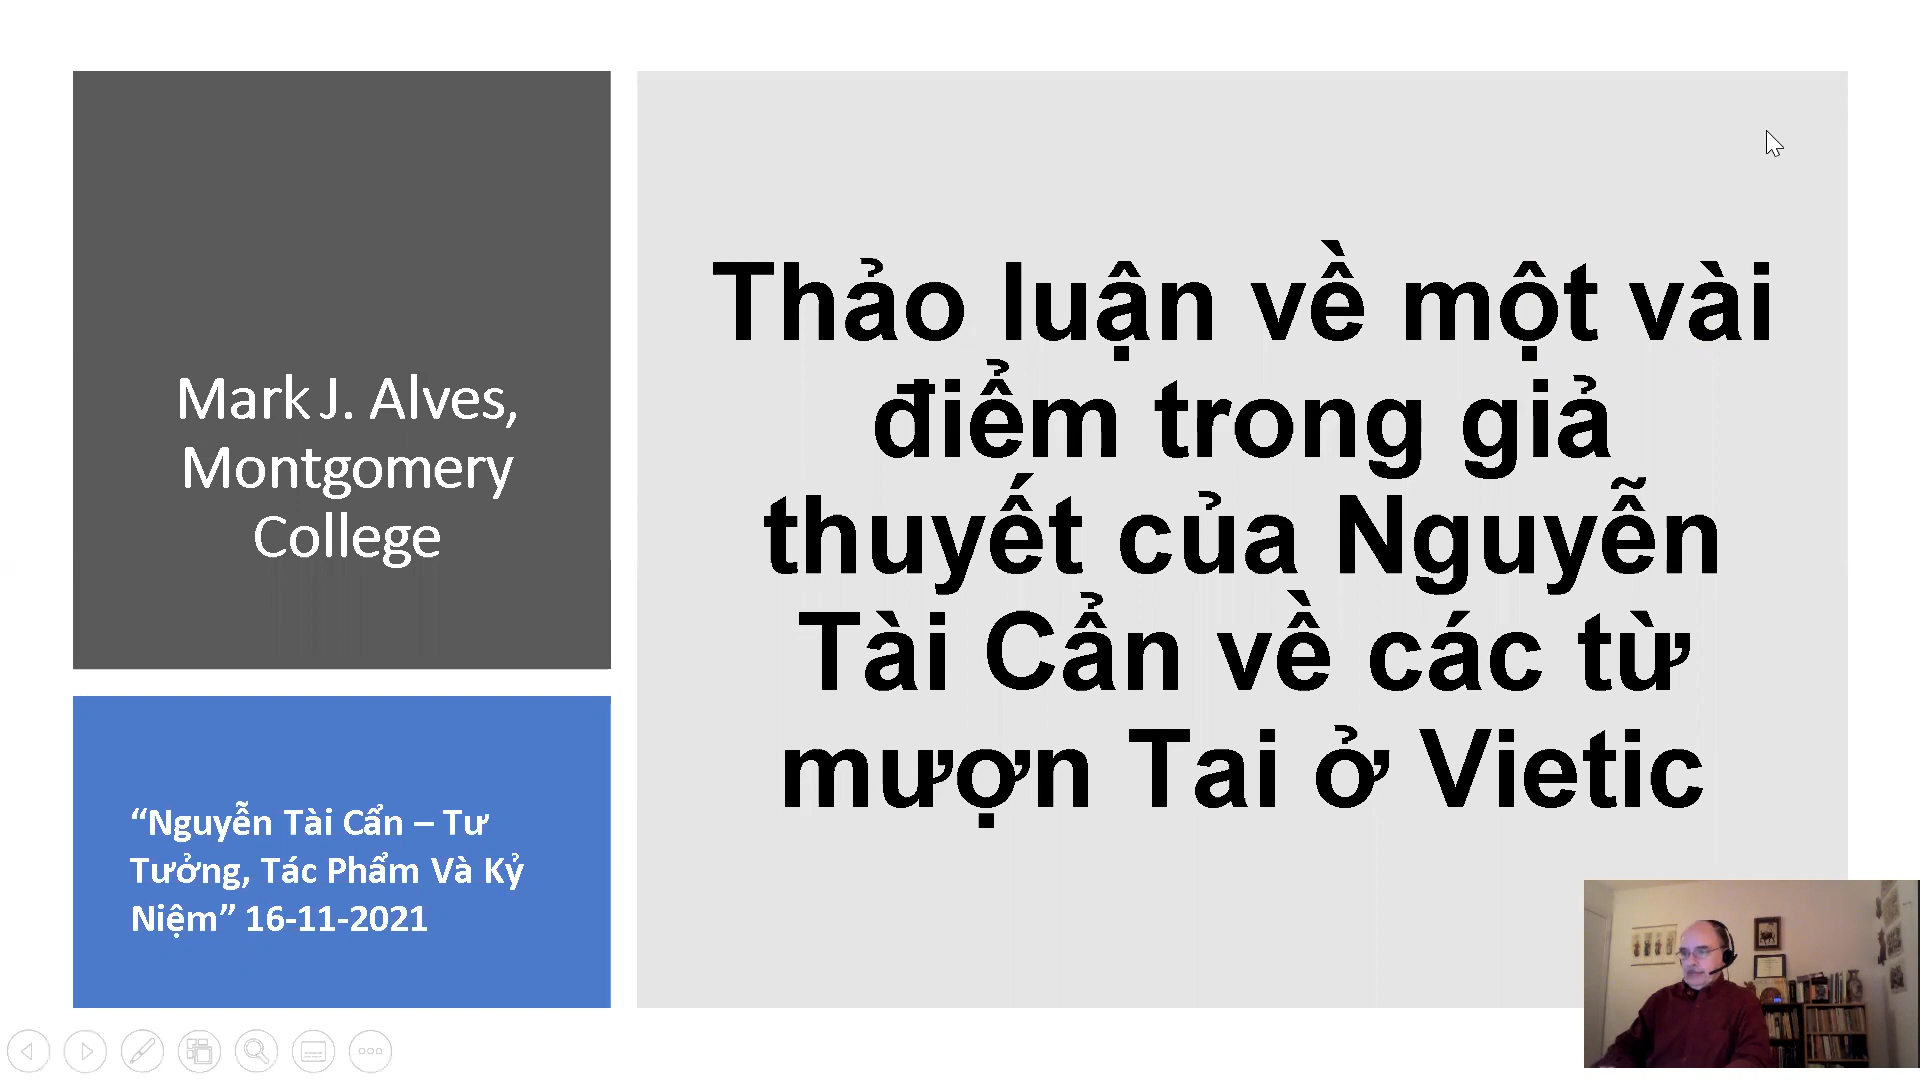 Mark J. Alves,
Montgomery
College
“Nguyễn Tài Cẩn – Tư
Tưởng, Tác Phẩm Và Kỷ
Niệm” 16-11-2021
Thảo luận về một vài
điểm trong giả
thuyết của Nguyễn
Tài Cẩn về các từ
mượn Tai ở Vietic